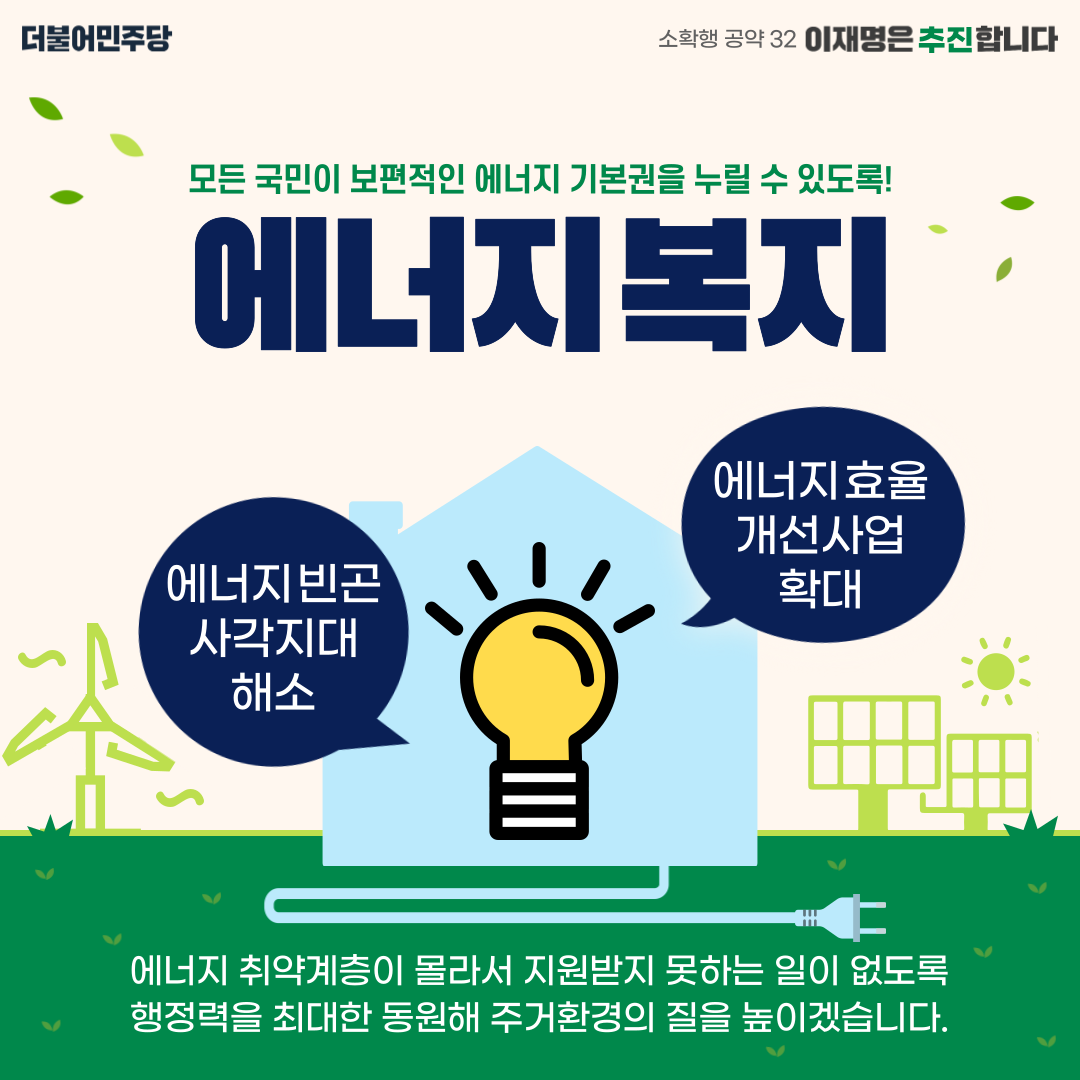 더불어민주당
소확행 공약 32 이재명은 추진합니다
모든 국민이 보편적인 에너지 기본권을 누릴 수 있도록!
에너지 복지
에너지 효율
개선 사업
확대
에너지 빈곤
사각지대
해소
에너지 취약계층이 몰라서 지원받지 못하는 일이 없도록
행정력을 최대한 동원해 주거환경의 질을 높이겠습니다.